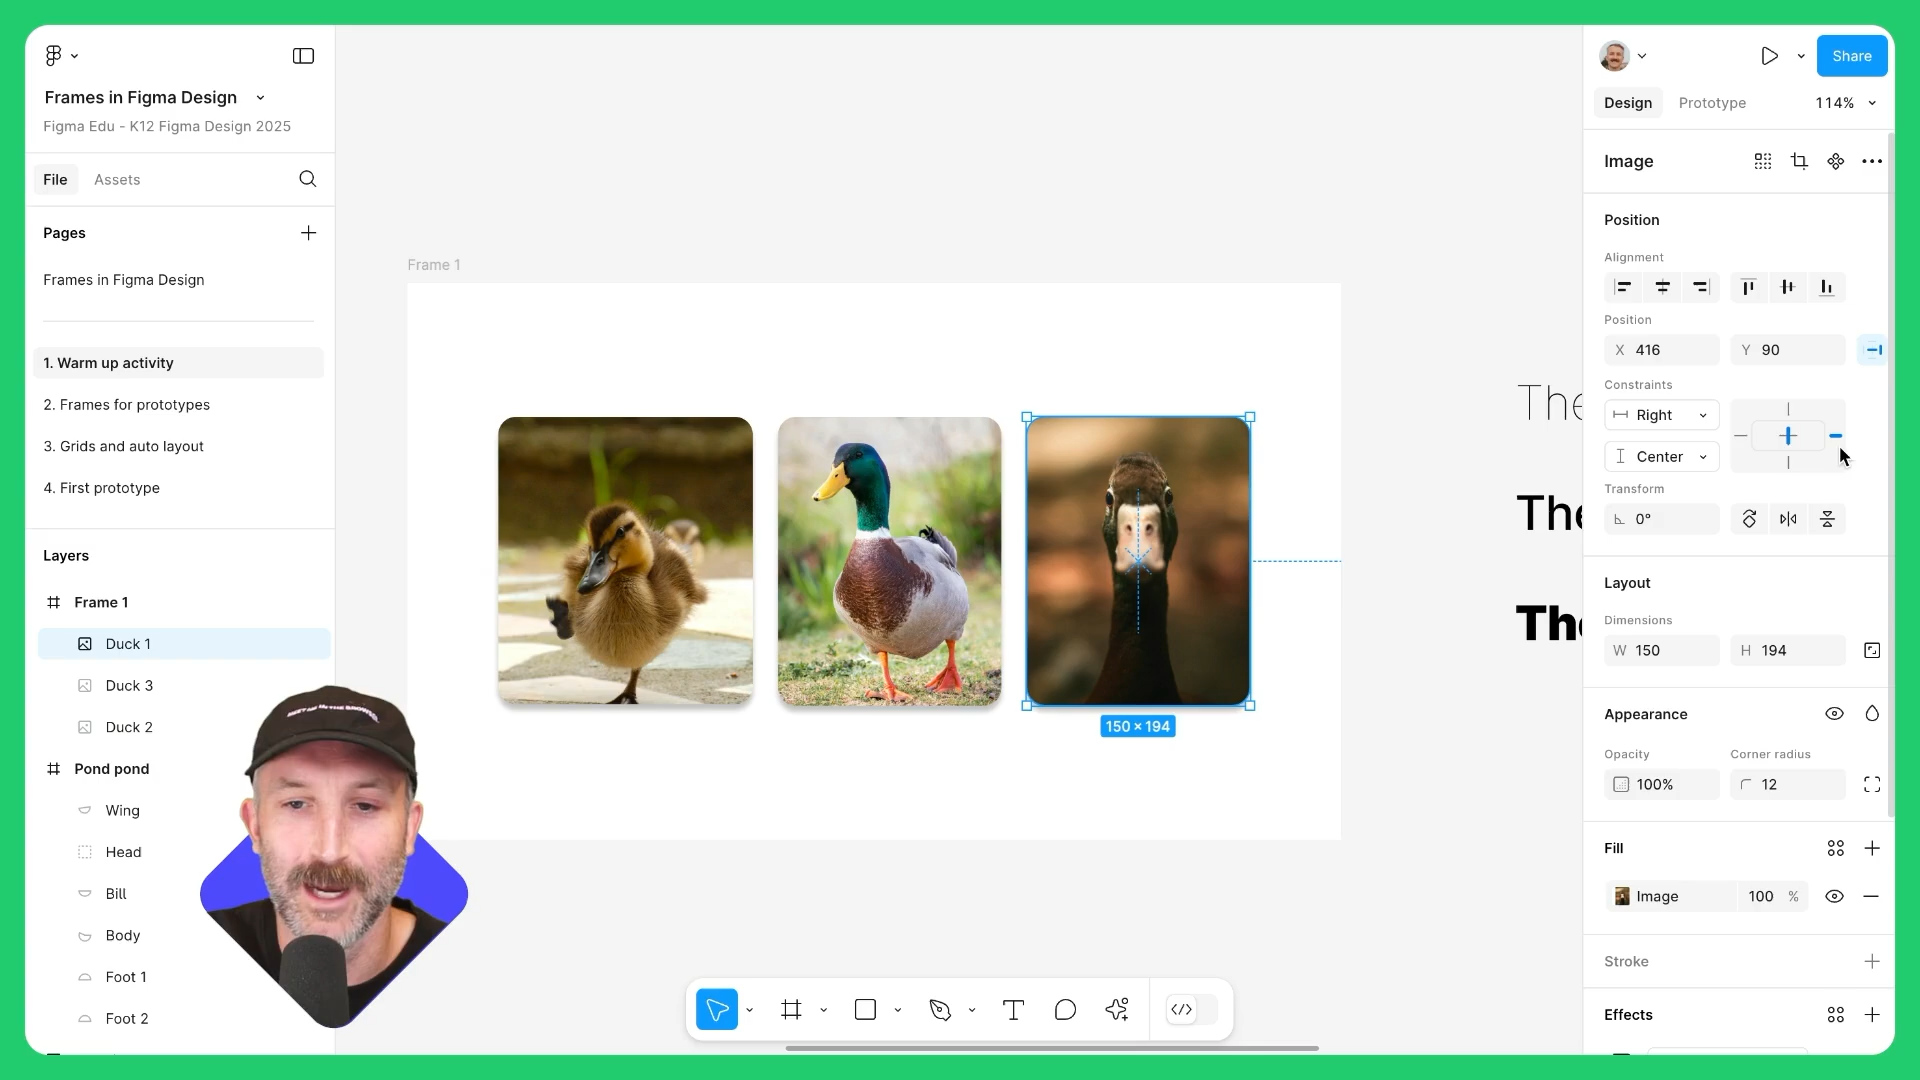 Frames in Figma Design
Figma Edu - K12 Figma Design 2025
File
Assets
Pages
Frames in Figma Design
1. Warm up activity
2. Frames for prototypes
3. Grids and auto layout
4. First prototype
Layers
Frame 1
Duck 1
Duck 3
Duck 2
Pond pond
Wing
Head
Bill
Body
Foot 1
Foot 2
Frame 1
150 × 194
The
The
The
Share
Design
Prototype
114%
Image
Position
Alignment
Position
X 416
Y 90
Constraints
Right
Center
Transform
0°
Layout
Dimensions
W 150
H 194
Appearance
Opacity
Corner radius
100%
12
Fill
Image
100 %
Stroke
Effects